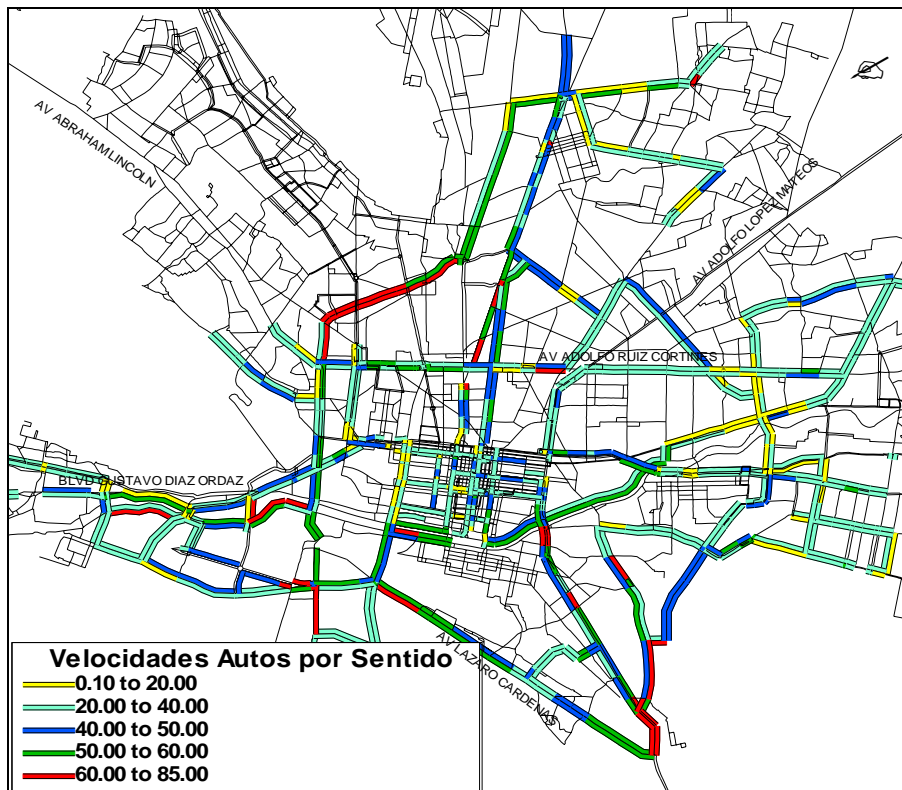 AV ABRAHAM LINCOLN
AV ADOLFO LOPEZ MATEOS
AV ADOLFO RUIZ CORTINES
BLVD GUSTAVO DIAZ ORDAZ
AV LAZARO CARDENAS
Velocidades Autos por Sentido
0.10 to 20.00
20.00 to 40.00
40.00 to 50.00
50.00 to 60.00
60.00 to 85.00